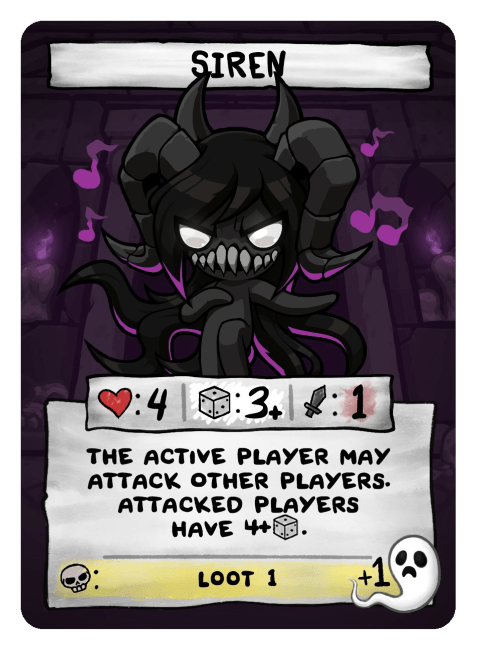 SIREN
:4 :3+ :1
THE ACTIVE PLAYER MAY
ATTACK OTHER PLAYERS.
ATTACKED PLAYERS
HAVE 4+.
: LOOT 1 +1